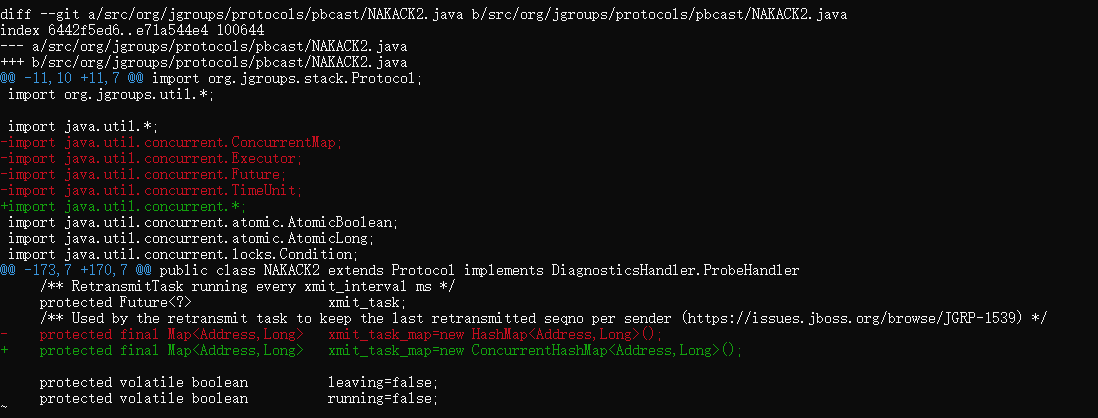 diff --git a/src/org/jgroups/protocols/pbcast/NAKACK2.java b/src/org/jgroups/protocols/pbcast/NAKACK2.java
index 6442f5ed6..e71a544e4 100644
--- a/src/org/jgroups/protocols/pbcast/NAKACK2.java
+++ b/src/org/jgroups/protocols/pbcast/NAKACK2.java
@@ -11,10 +11,7 @@ import org.jgroups.stack.Protocol;
 import org.jgroups.util.*;

 import java.util.*;
-import java.util.concurrent.ConcurrentMap;
-import java.util.concurrent.Executor;
-import java.util.concurrent.Future;
-import java.util.concurrent.TimeUnit;
+import java.util.concurrent.*;
 import java.util.concurrent.atomic.AtomicBoolean;
 import java.util.concurrent.atomic.AtomicLong;
 import java.util.concurrent.locks.Condition;
@@ -173,7 +170,7 @@ public class NAKACK2 extends Protocol implements DiagnosticsHandler.ProbeHandler
     /** RetransmitTask running every xmit_interval ms */
     protected Future<?>                 xmit_task;
     /** Used by the retransmit task to keep the last retransmitted seqno per sender (https://issues.jboss.org/browse/JGRP-1539) */
-    protected final Map<Address,Long>   xmit_task_map=new HashMap<Address,Long>();
+    protected final Map<Address,Long>   xmit_task_map=new ConcurrentHashMap<Address,Long>();

     protected volatile boolean          leaving=false;
     protected volatile boolean          running=false;
~